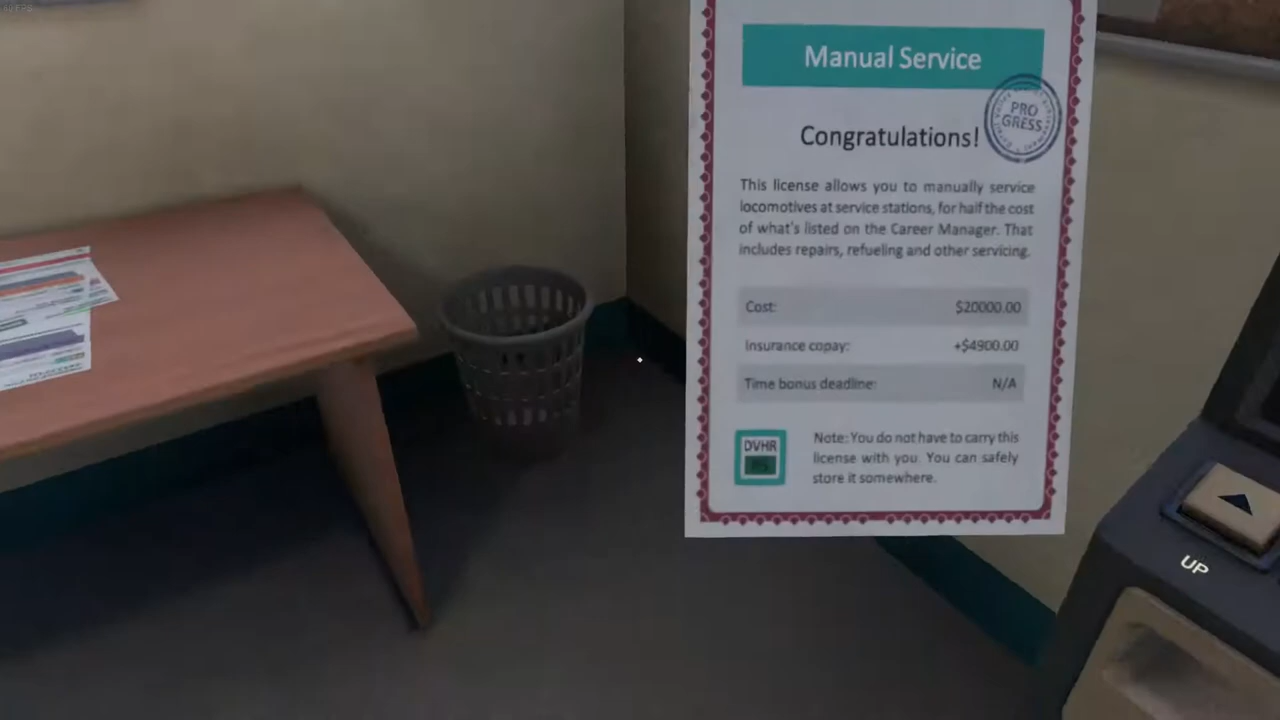 Manual Service
PRO
GRESS
Congratulations!
This license allows you to manually service
locomotives at service stations, for half the cost
of what's listed on the Career Manager. That
includes repairs, refueling and other servicing.
Cost: $20000.00
Insurance copay: +$4900.00
Time bonus deadline: N/A
DVHR
Note: You do not have to carry this
license with you. You can safely
store it somewhere.
UP